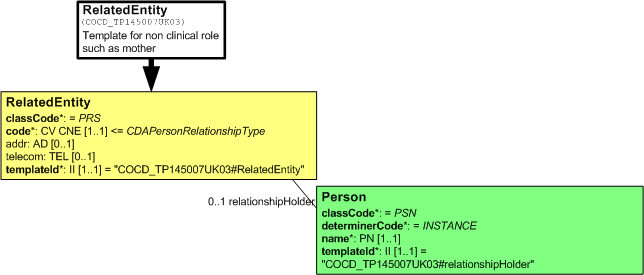 RelatedEntity
(COCD_TP145007UK03)
Template for non clinical role
such as mother
RelatedEntity
classCode*: = PRS
code*: CV CNE [1..1] <= CDAPersonRelationshipType
addr: AD [0..1]
telecom: TEL [0..1]
templateId*: II [1..1] = "COCD_TP145007UK03#RelatedEntity"
0..1 relationshipHolder
Person
classCode*: = PSN
determinerCode*: = INSTANCE
name*: PN [1..1]
templateId*: II [1..1] =
"COCD_TP145007UK03#relationshipHolder"